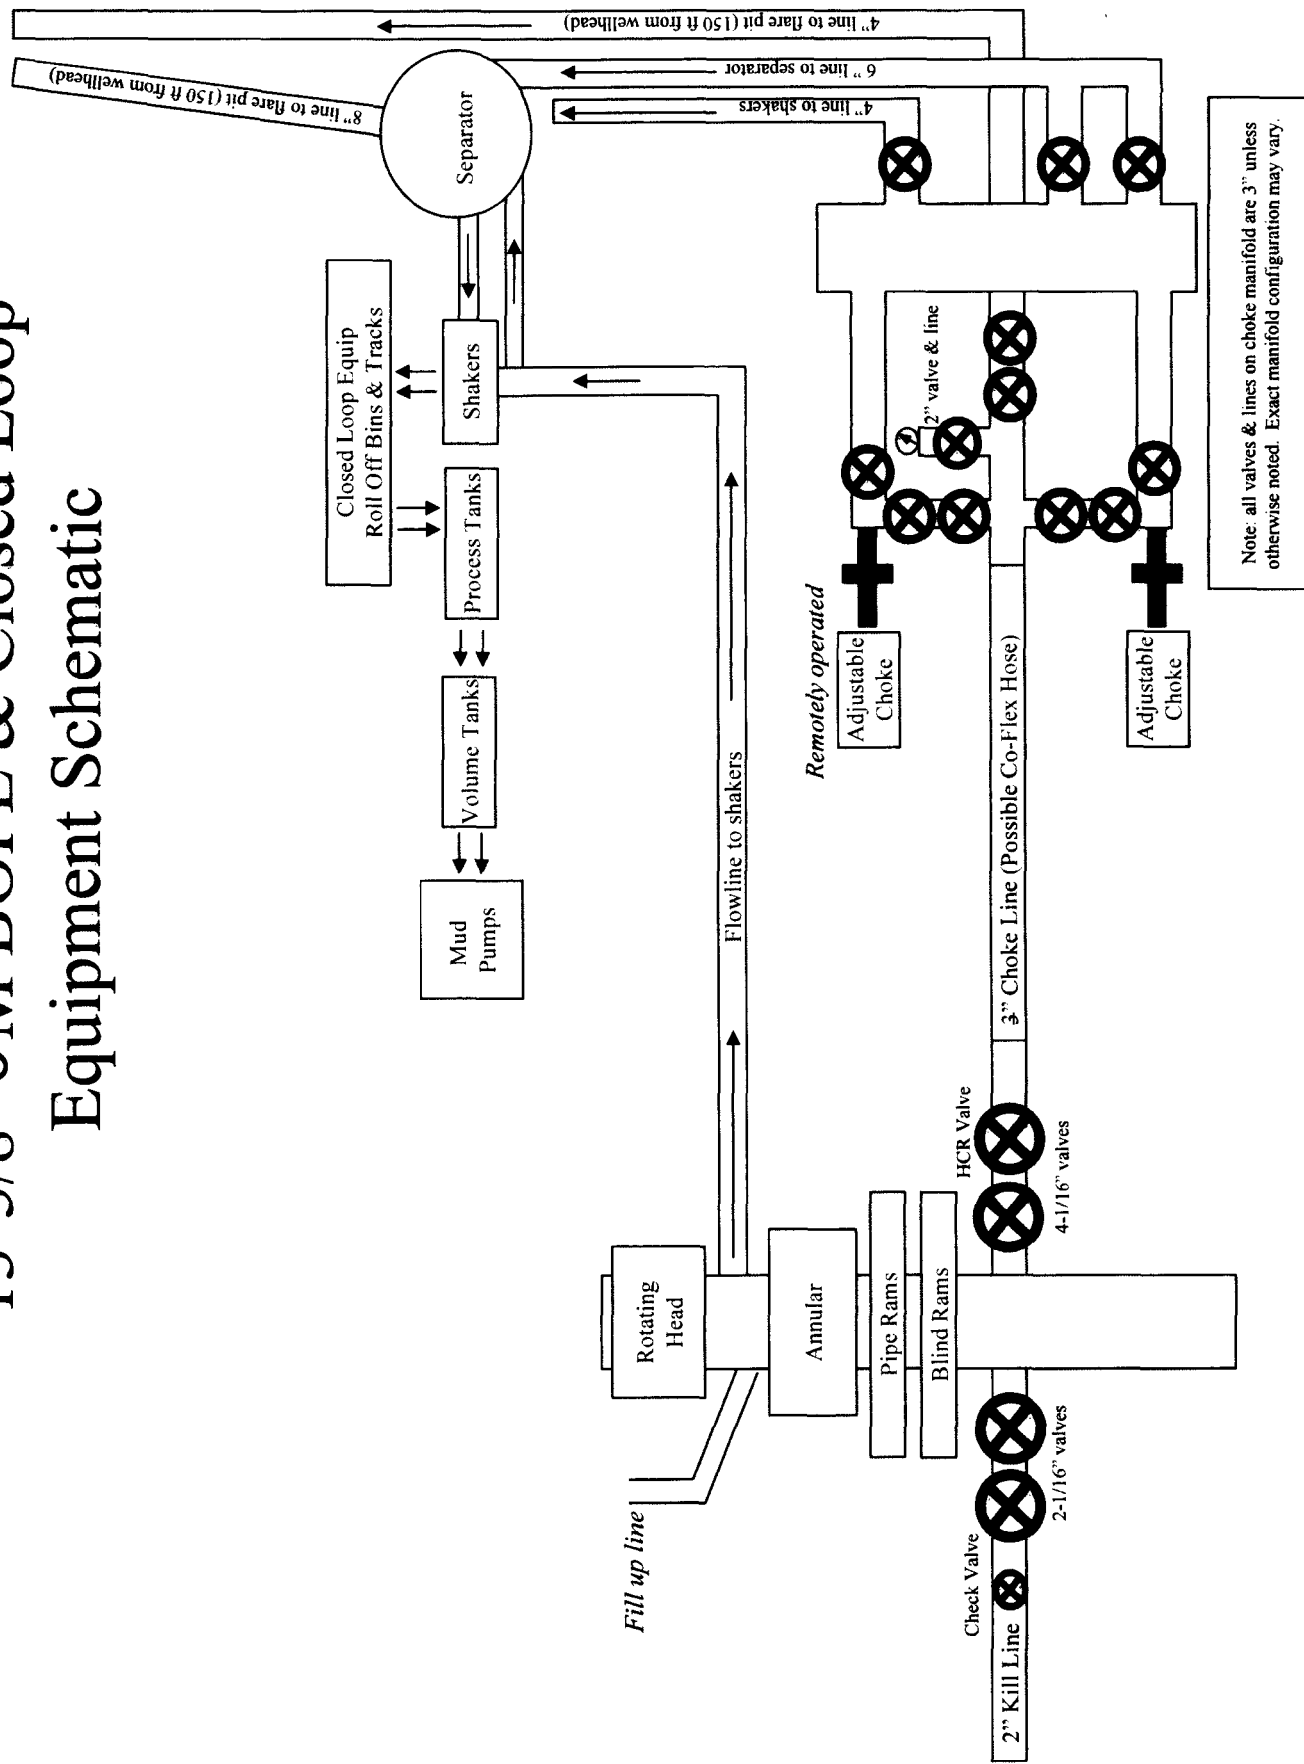 & Closed Loop
Equipment Schematic
Fill up line
Rotating
Head
Annular
Pipe Rams
Blind Rams
Check Valve
2" Kill Line
2-1/16" valves
HCR Valve
4-1/16" valves
3" Choke Line (Possible Co-Flex Hose)
Flowline to shakers
Mud
Pumps
Volume Tanks
Process Tanks
Shakers
Closed Loop Equip
Roll Off Bins & Tracks
Separator
8" line to flare pit (150 ft from wellhead)
4" line to flare pit (150 ft from wellhead)
6" line to separator
4" line to shakers
2" valve & line
Remotely operated
Adjustable
Choke
Adjustable
Choke
Note: all valves & lines on choke manifold are 3" unless
otherwise noted. Exact manifold configuration may vary.